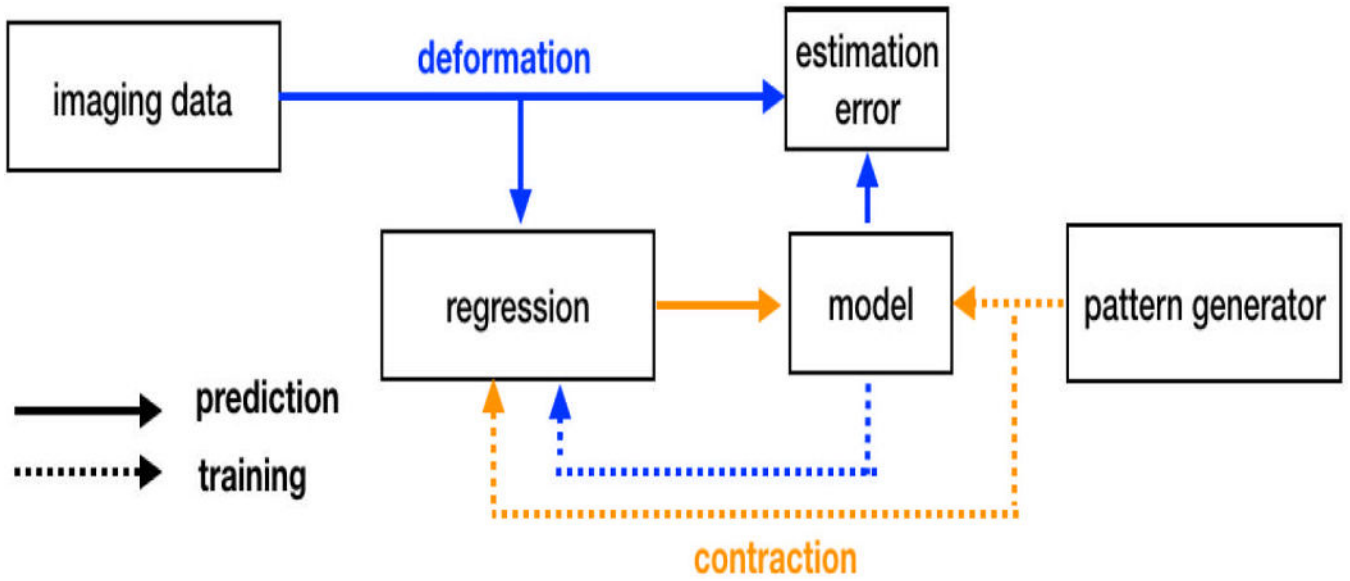 imaging data
deformation
estimation
error
regression
model
pattern generator
prediction
training
contraction